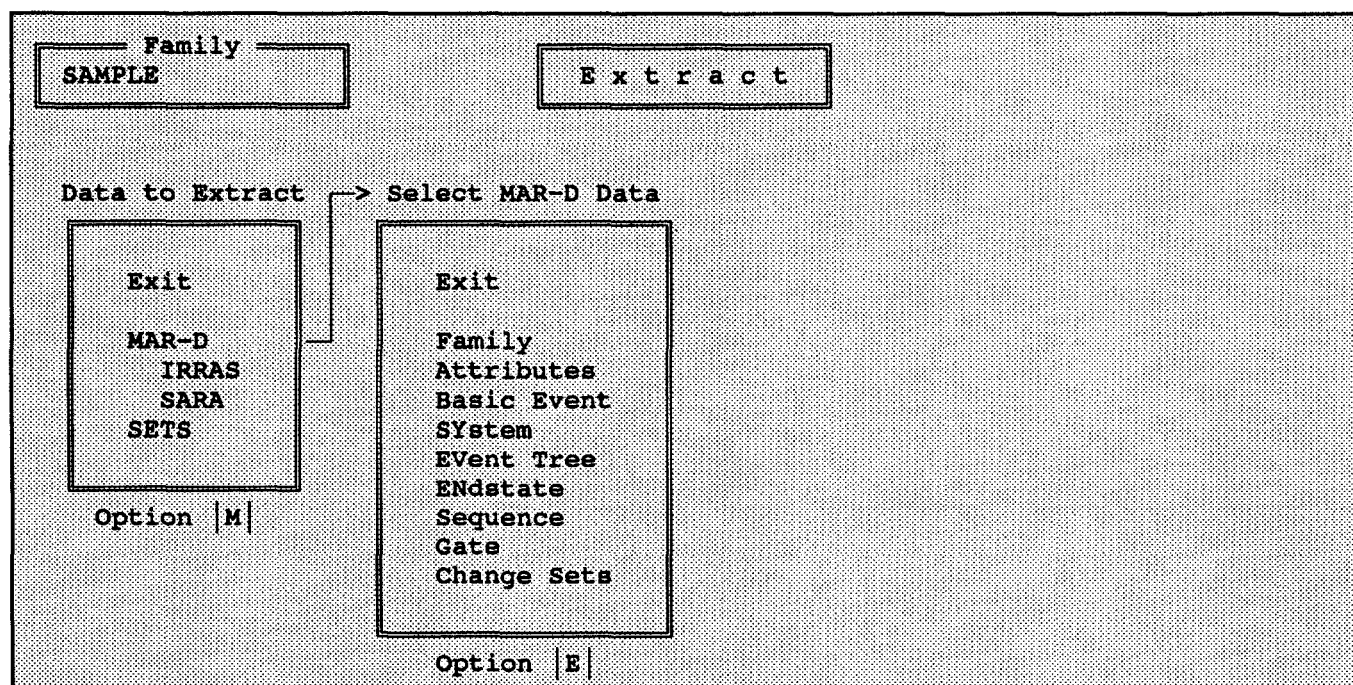 Family
SAMPLE
E x t r a c t
Data to Extract
Exit
MAR-D
IRRAS
SARA
SETS
Option |M|
-> Select MAR-D Data
Exit
Family
Attributes
Basic Event
SYstem
EVent Tree
ENdstate
Sequence
Gate
Change Sets
Option |E|